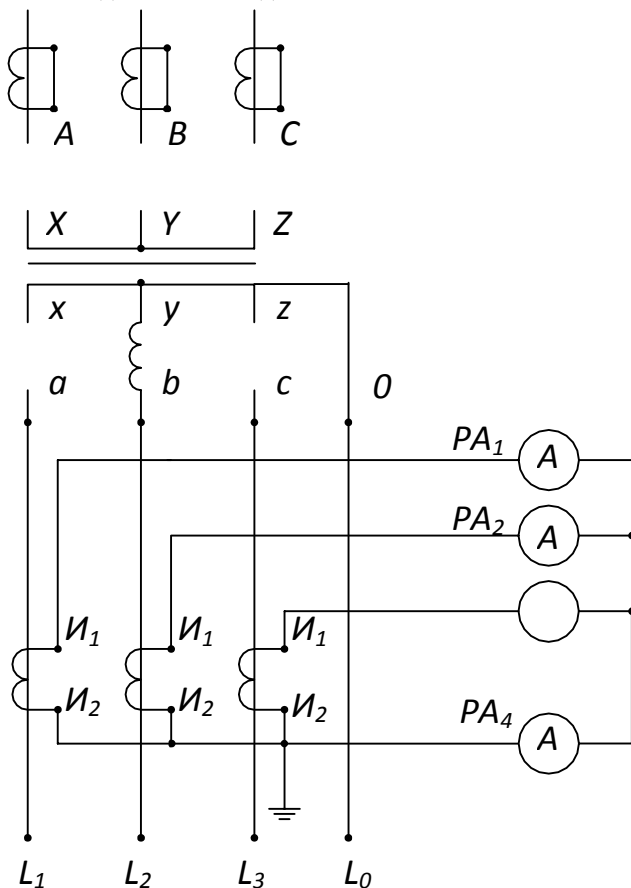 A B C
X Y Z
x y z
a b c 0
PA₁ A
PA₂ A
И₁ И₁ И₁
И₂ И₂ И₂ PA₄ A
L₁ L₂ L₃ L₀